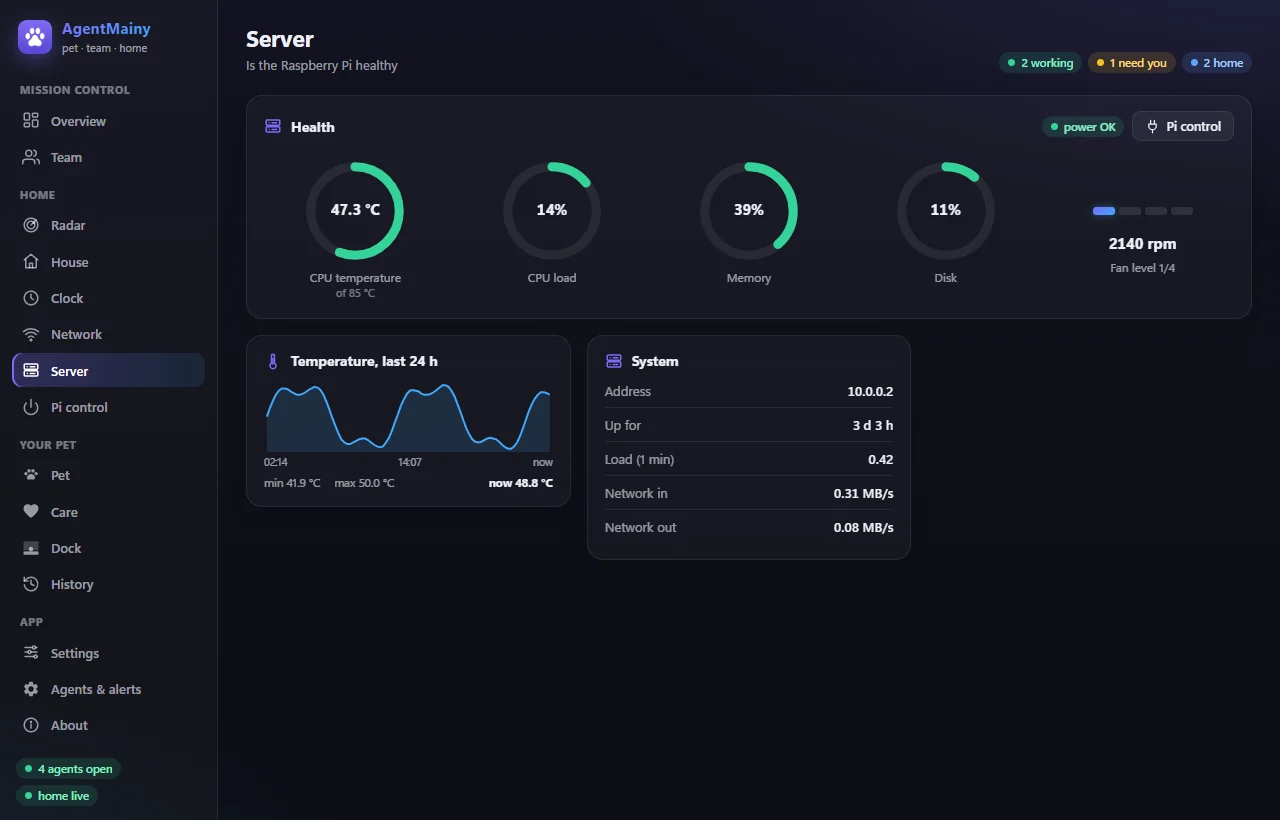 AgentMainy
pet · team · home
MISSION CONTROL
Overview
Team
HOME
Radar
House
Clock
Network
Server
Pi control
YOUR PET
Pet
Care
Dock
History
APP
Settings
Agents & alerts
About
4 agents open
home live
Server
Is the Raspberry Pi healthy
2 working
1 need you
2 home
Health
power OK
Pi control
47.3 °C
CPU temperature
of 85 °C
14%
CPU load
39%
Memory
11%
Disk
2140 rpm
Fan level 1/4
Temperature, last 24 h
02:14 14:07 now
min 41.9 °C max 50.0 °C now 48.8 °C
System
Address 10.0.0.2
Up for 3 d 3 h
Load (1 min) 0.42
Network in 0.31 MB/s
Network out 0.08 MB/s